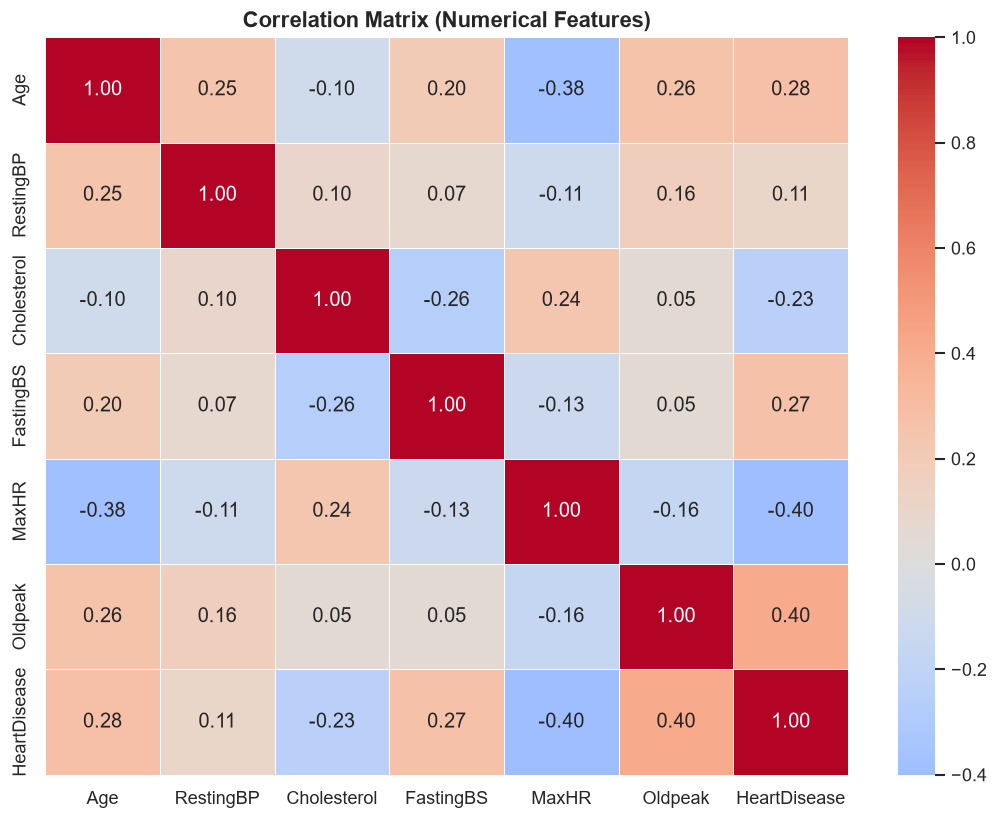 Correlation Matrix (Numerical Features)
Age 1.00 0.25 -0.10 0.20 -0.38 0.26 0.28
RestingBP 0.25 1.00 0.10 0.07 -0.11 0.16 0.11
Cholesterol -0.10 0.10 1.00 -0.26 0.24 0.05 -0.23
FastingBS 0.20 0.07 -0.26 1.00 -0.13 0.05 0.27
MaxHR -0.38 -0.11 0.24 -0.13 1.00 -0.16 -0.40
Oldpeak 0.26 0.16 0.05 0.05 -0.16 1.00 0.40
HeartDisease 0.28 0.11 -0.23 0.27 -0.40 0.40 1.00
Age RestingBP Cholesterol FastingBS MaxHR Oldpeak HeartDisease
1.0
0.8
0.6
0.4
0.2
0.0
−0.2
−0.4